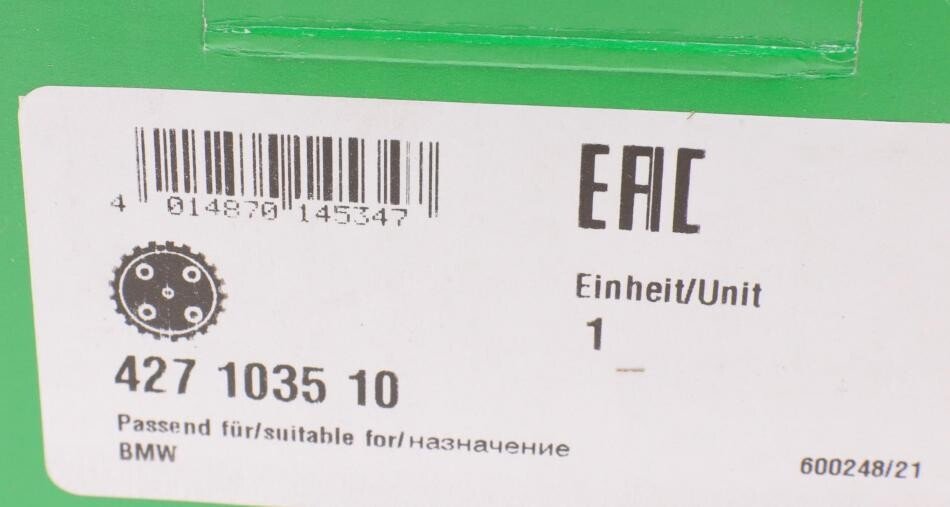 4 014870 145347
EAC
Einheit/Unit
1
427 1035 10
Passend für/suitable for/назначение
BMW
600248/21